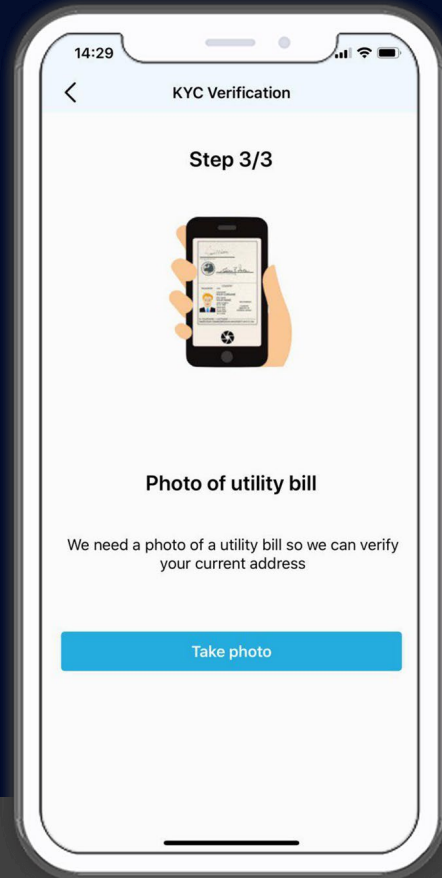 14:29
KYC Verification
Step 3/3
Photo of utility bill
We need a photo of a utility bill so we can verify
your current address
Take photo